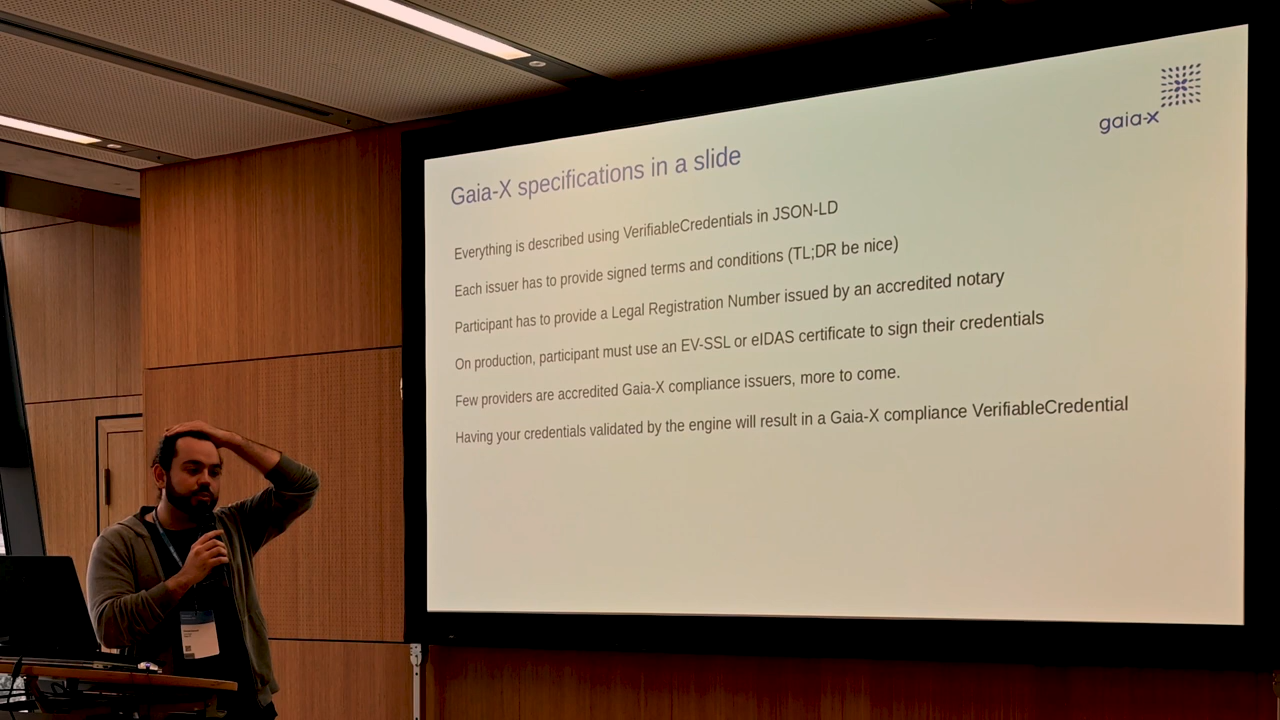 gaia-x
Gaia-X specifications in a slide
Everything is described using VerifiableCredentials in JSON-LD
Each issuer has to provide signed terms and conditions (TL;DR be nice)
Participant has to provide a Legal Registration Number issued by an accredited notary
On production, participant must use an EV-SSL or eIDAS certificate to sign their credentials
Few providers are accredited Gaia-X compliance issuers, more to come.
Having your credentials validated by the engine will result in a Gaia-X compliance VerifiableCredential